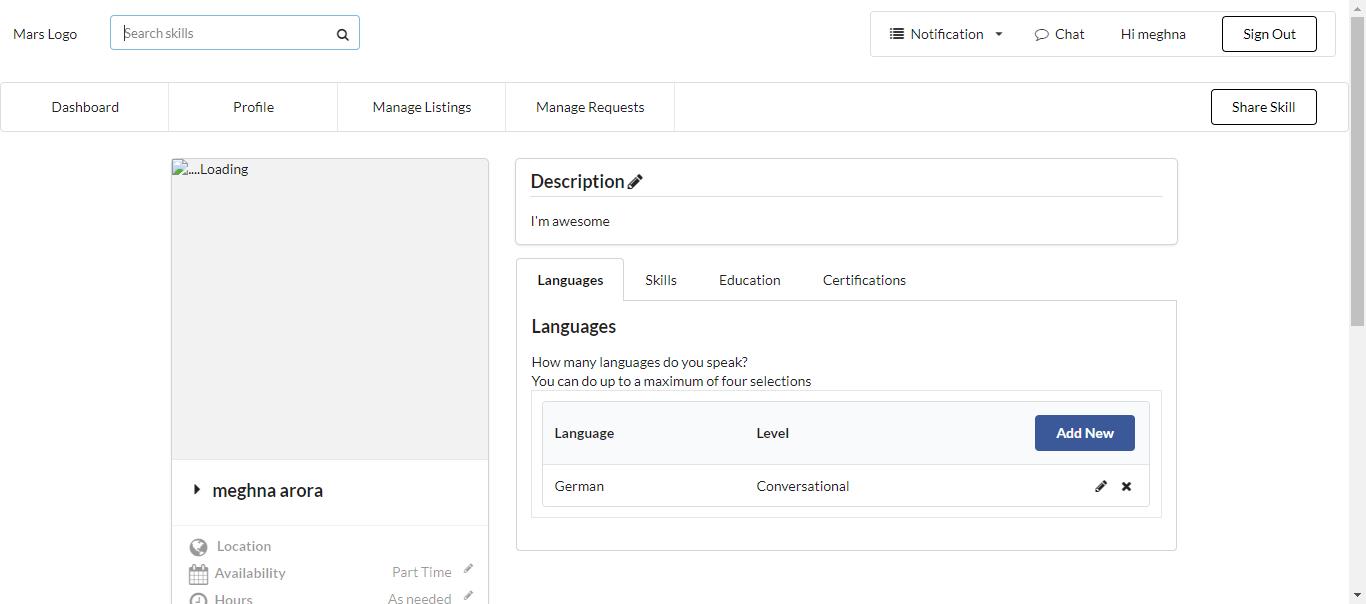 Mars Logo
Search skills
Notification
Chat
Hi meghna
Sign Out
Dashboard
Profile
Manage Listings
Manage Requests
Share Skill
....Loading
Description
I'm awesome
Languages
Skills
Education
Certifications
Languages
How many languages do you speak?
You can do up to a maximum of four selections
Language
Level
Add New
German
Conversational
meghna arora
Location
Availability
Part Time
Hours
As needed